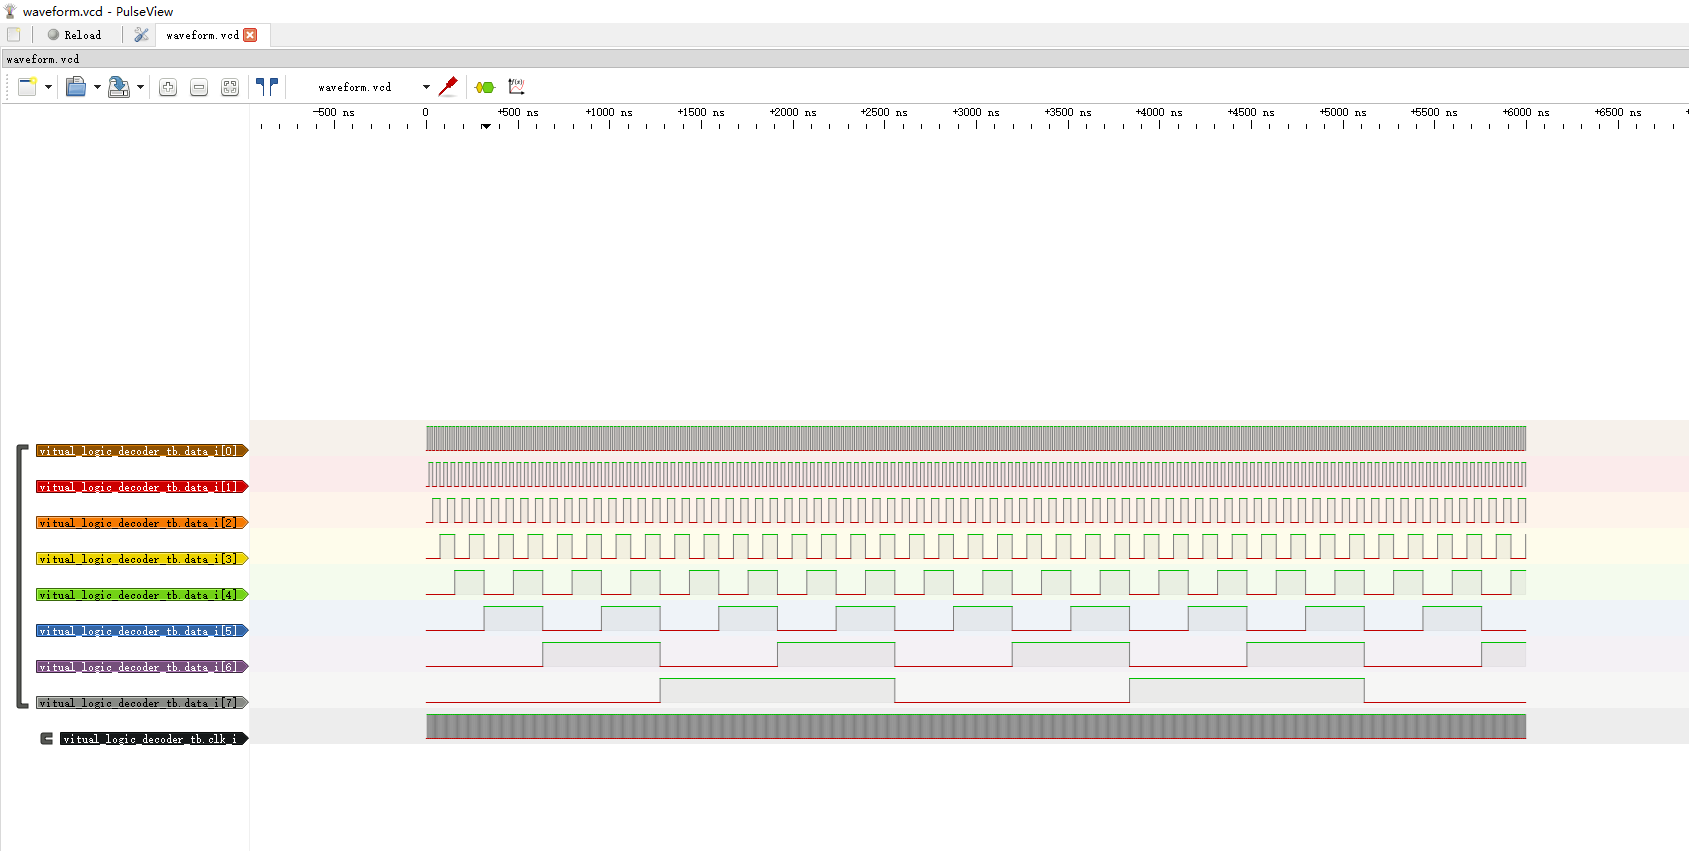 waveform.vcd - PulseView
Reload
waveform.vcd
waveform.vcd
waveform.vcd
f(x)
-500 ns 0 +500 ns +1000 ns +1500 ns +2000 ns +2500 ns +3000 ns +3500 ns +4000 ns +4500 ns +5000 ns +5500 ns +6000 ns +6500 ns
vitual_logic_decoder_tb.data_i[0]
vitual_logic_decoder_tb.data_i[1]
vitual_logic_decoder_tb.data_i[2]
vitual_logic_decoder_tb.data_i[3]
vitual_logic_decoder_tb.data_i[4]
vitual_logic_decoder_tb.data_i[5]
vitual_logic_decoder_tb.data_i[6]
vitual_logic_decoder_tb.data_i[7]
vitual_logic_decoder_tb.clk_i